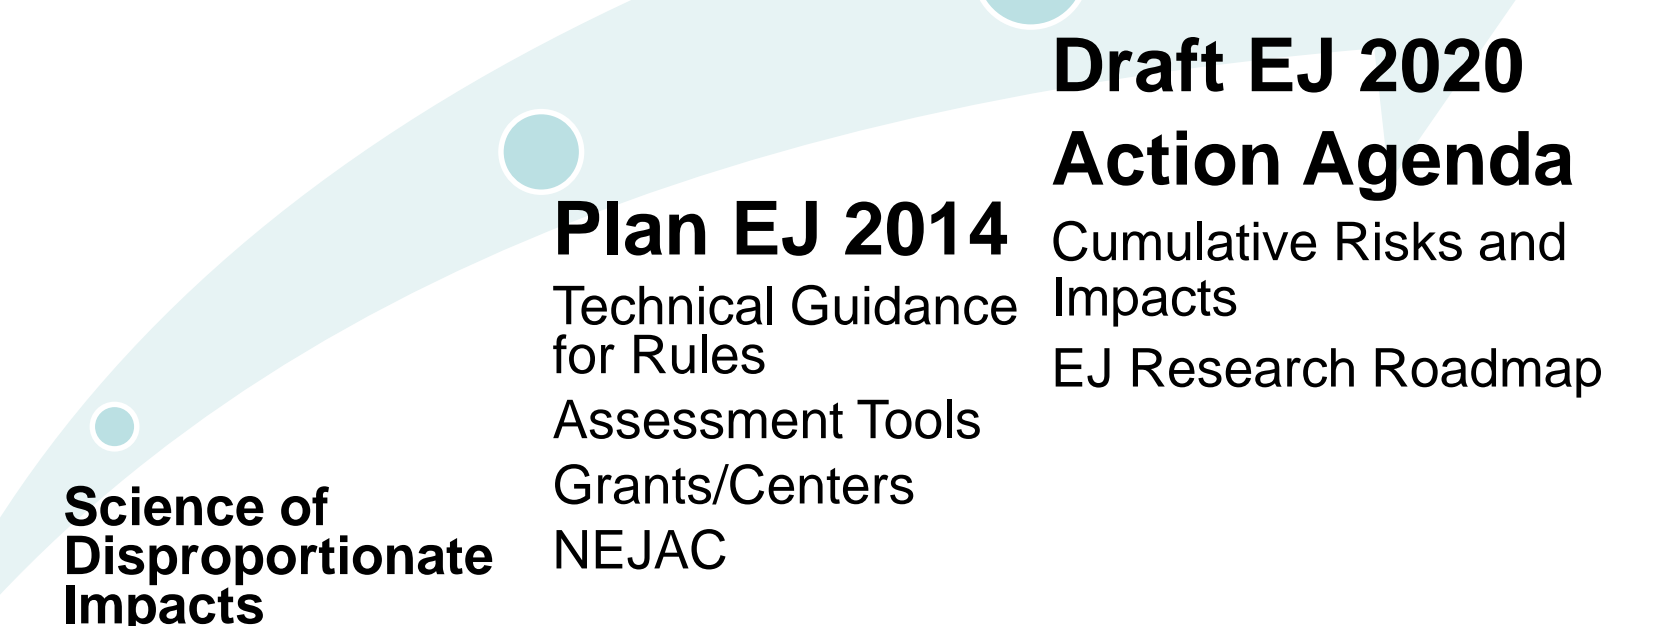 Science of
Disproportionate
Impacts
Plan EJ 2014
Technical Guidance
for Rules
Assessment Tools
Grants/Centers
NEJAC
Draft EJ 2020
Action Agenda
Cumulative Risks and
Impacts
EJ Research Roadmap